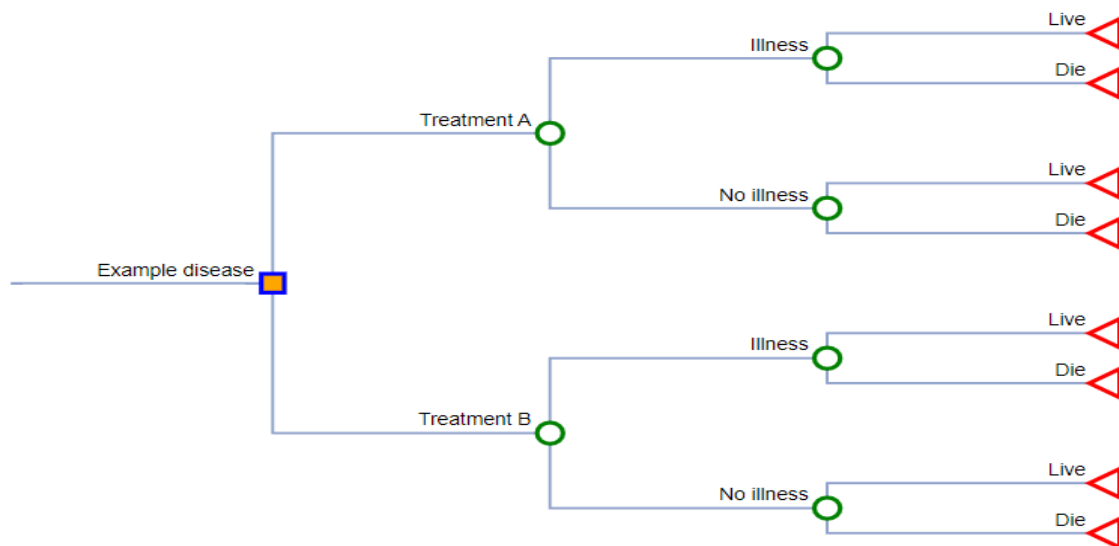 Live
Illness
Die
Treatment A
Live
No illness
Die
Example disease
Live
Illness
Die
Treatment B
Live
No illness
Die